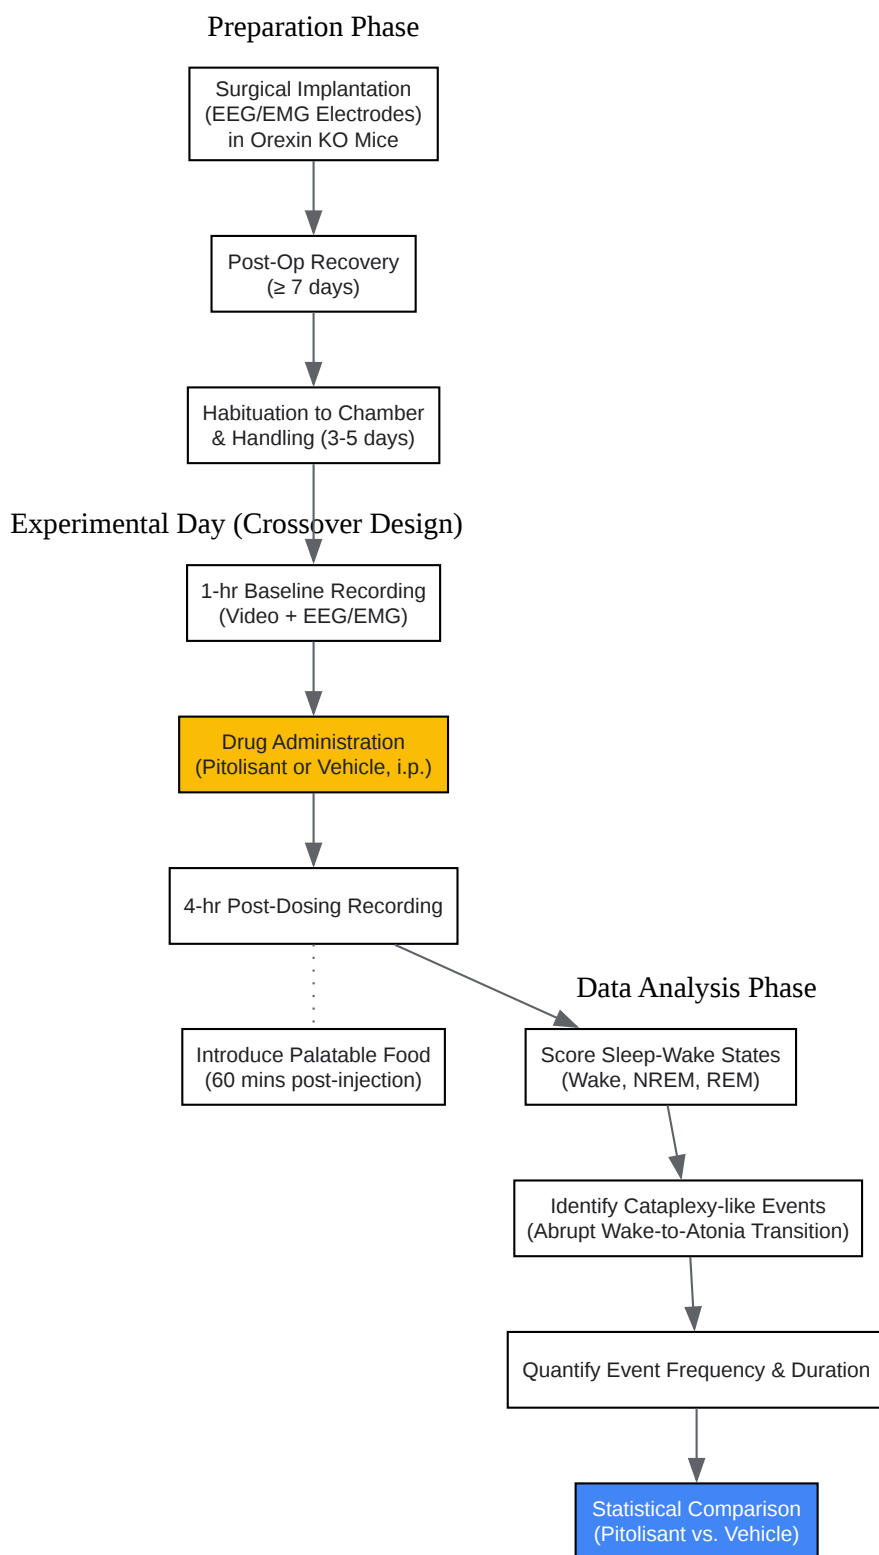 Preparation Phase
Surgical Implantation
(EEG/EMG Electrodes)
in Orexin KO Mice
Post-Op Recovery
(≥ 7 days)
Habituation to Chamber
& Handling (3-5 days)
Experimental Day (Crossover Design)
1-hr Baseline Recording
(Video + EEG/EMG)
Drug Administration
(Pitolisant or Vehicle, i.p.)
4-hr Post-Dosing Recording
Introduce Palatable Food
(60 mins post-injection)
Data Analysis Phase
Score Sleep-Wake States
(Wake, NREM, REM)
Identify Cataplexy-like Events
(Abrupt Wake-to-Atonia Transition)
Quantify Event Frequency & Duration
Statistical Comparison
(Pitolisant vs. Vehicle)